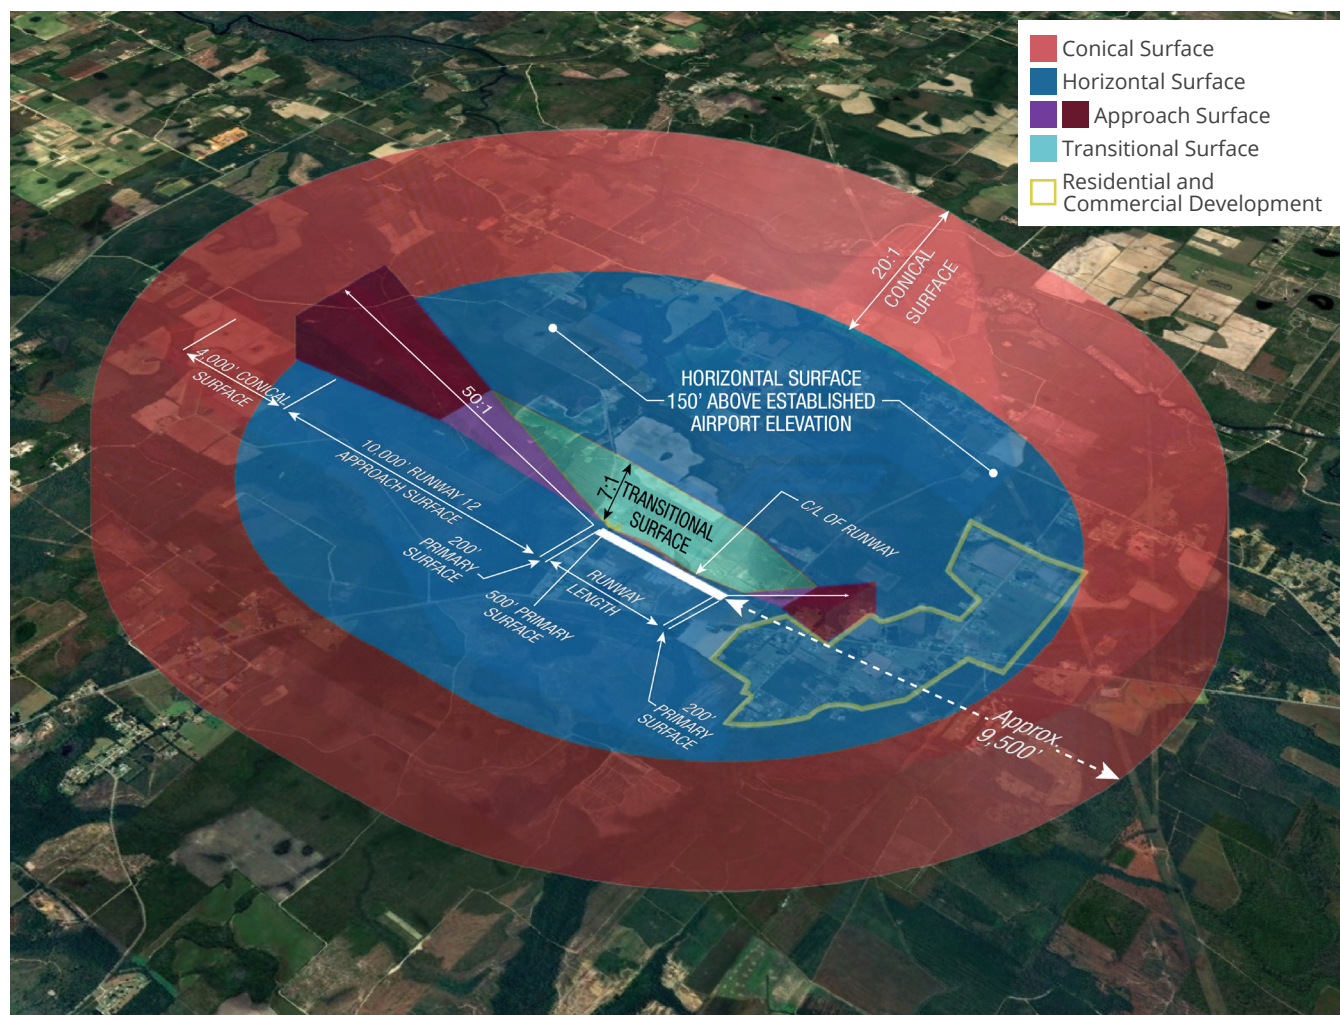 Conical Surface
Horizontal Surface
Approach Surface
Transitional Surface
Residential and
Commercial Development
20:1
CONICAL
SURFACE
4,000' CONICAL
SURFACE
50:1
HORIZONTAL SURFACE
150' ABOVE ESTABLISHED
AIRPORT ELEVATION
10,000' RUNWAY 12
APPROACH SURFACE
7:1
TRANSITIONAL
SURFACE
C/L OF RUNWAY
200'
PRIMARY
SURFACE
RUNWAY
LENGTH
500' PRIMARY
SURFACE
200'
PRIMARY
SURFACE
Approx.
9,500'